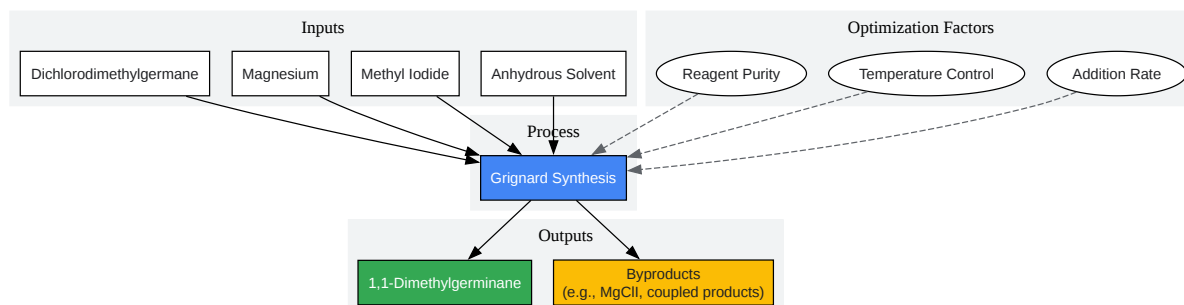 Inputs
Optimization Factors
Dichlorodimethylgermane
Magnesium
Methyl Iodide
Anhydrous Solvent
Reagent Purity
Temperature Control
Addition Rate
Process
Grignard Synthesis
Outputs
1,1-Dimethylgerminane
Byproducts
(e.g., MgClI, coupled products)